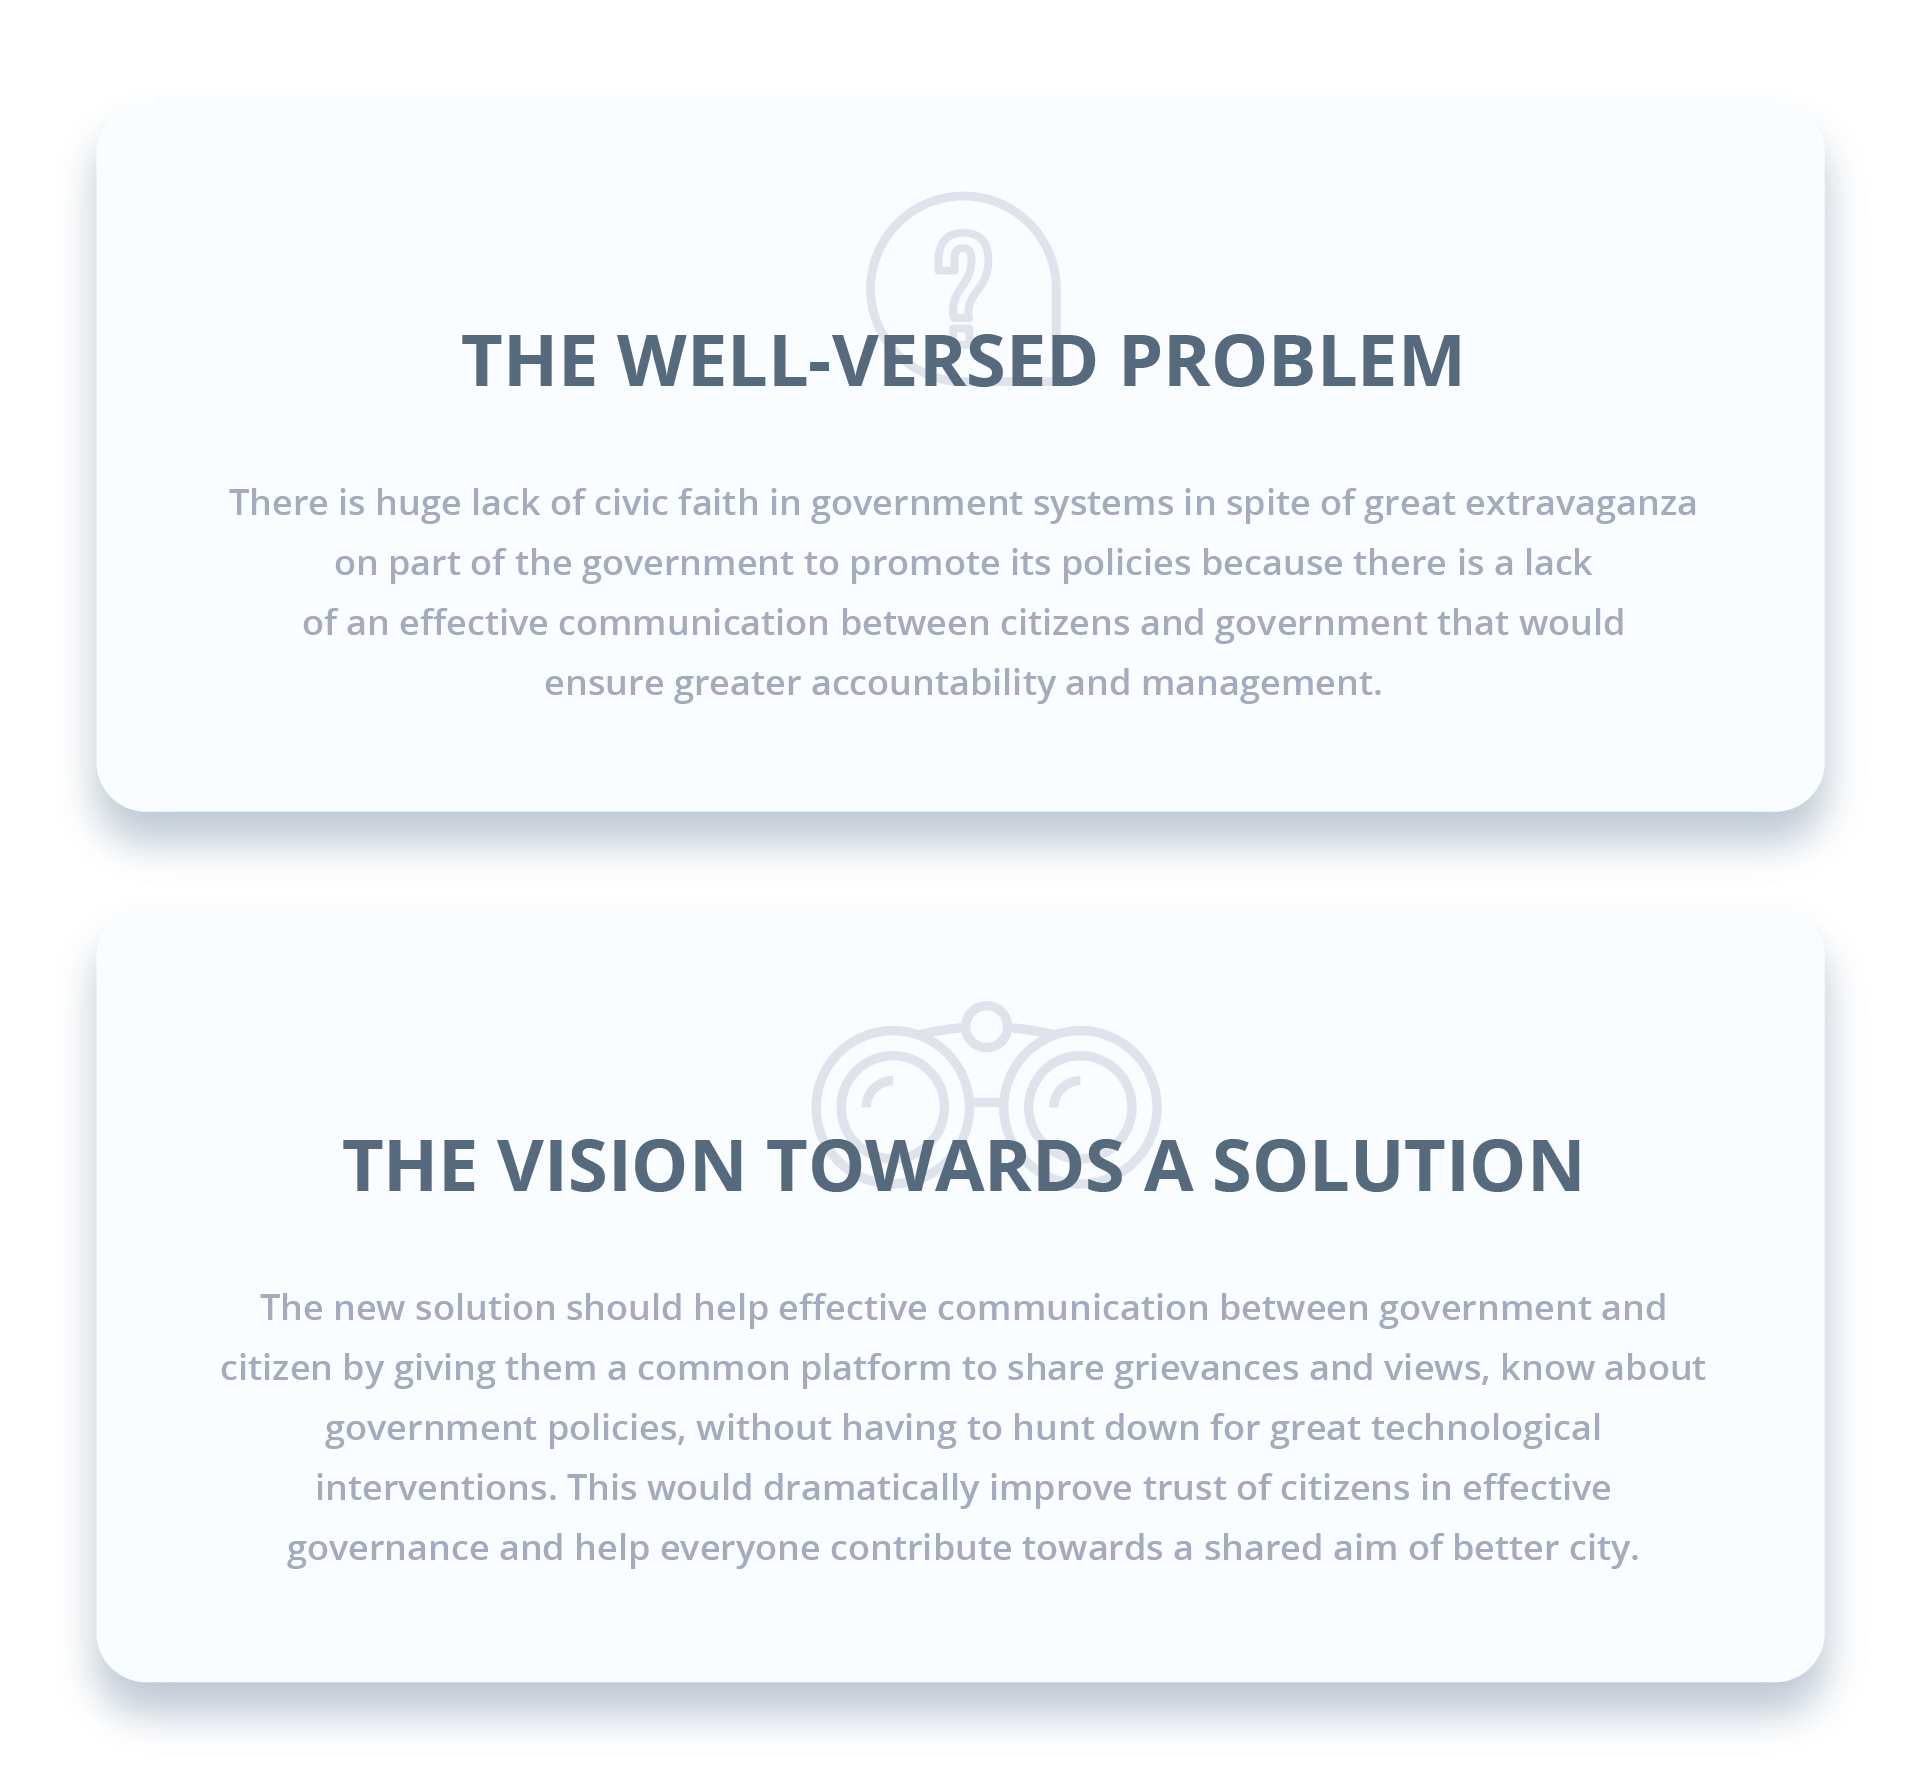 THE WELL-VERSED PROBLEM
There is huge lack of civic faith in government systems in spite of great extravaganza
on part of the government to promote its policies because there is a lack
of an effective communication between citizens and government that would
ensure greater accountability and management.
THE VISION TOWARDS A SOLUTION
The new solution should help effective communication between government and
citizen by giving them a common platform to share grievances and views, know about
government policies, without having to hunt down for great technological
interventions. This would dramatically improve trust of citizens in effective
governance and help everyone contribute towards a shared aim of better city.